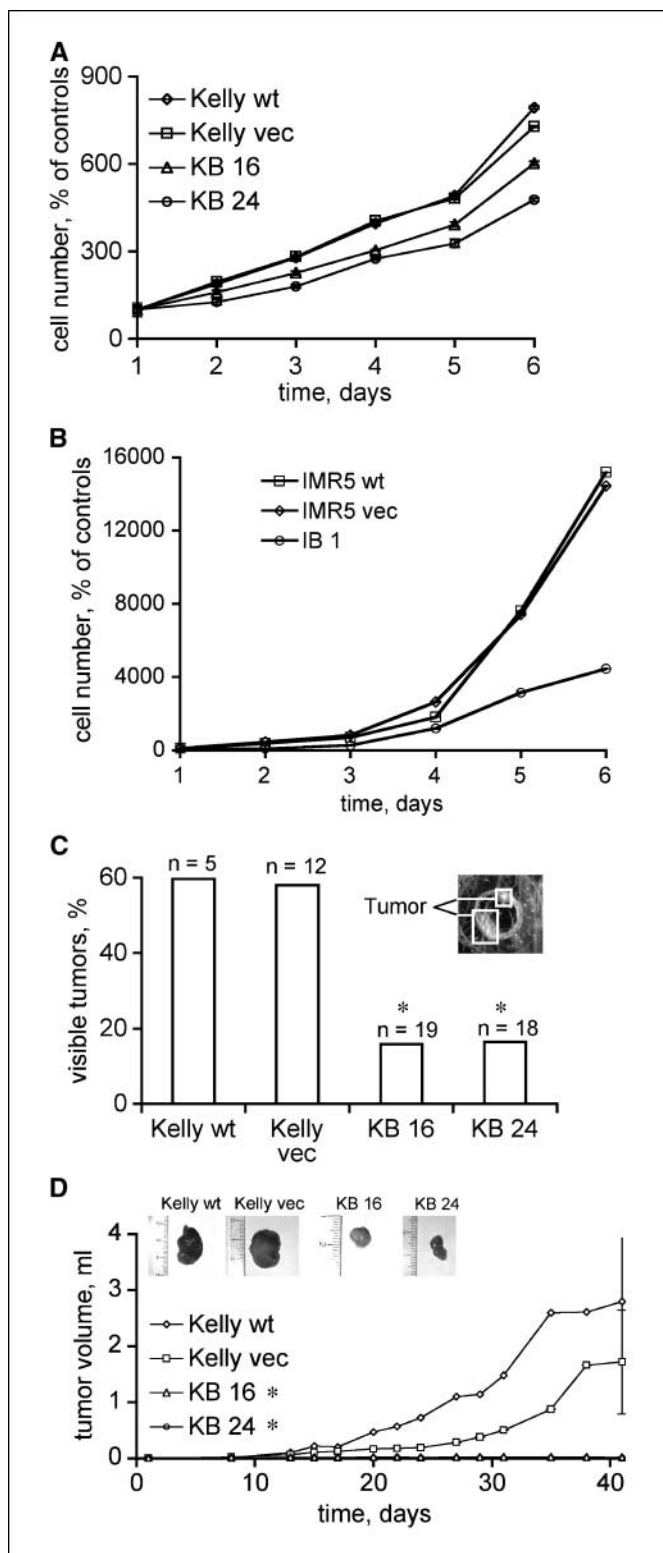 A
900
600
300
0
cell number, % of controls
Kelly wt
Kelly vec
KB 16
KB 24
1 2 3 4 5 6
time, days
B
16000
12000
8000
4000
0
cell number, % of controls
IMR5 wt
IMR5 vec
IB 1
1 2 3 4 5 6
time, days
C
60
40
20
0
visible tumors, %
n = 5
n = 12
Tumor
* *
n = 19
n = 18
Kelly wt
Kelly vec
KB 16
KB 24
D
Kelly wt
Kelly vec
KB 16
KB 24
4
3
2
1
0
tumor volume, ml
Kelly wt
Kelly vec
KB 16 *
KB 24 *
0 10 20 30 40
time, days